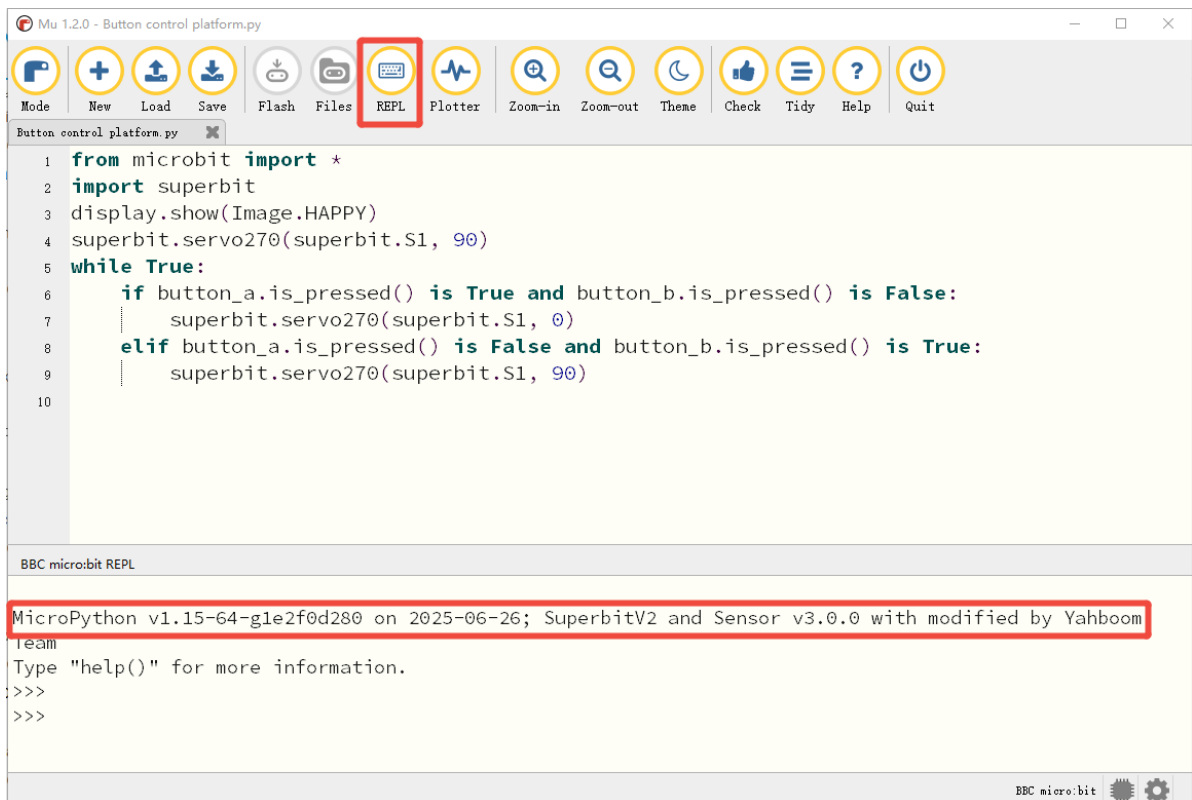 Mu 1.2.0 - Button control platform.py
Mode New Load Save Flash Files REPL Plotter Zoom-in Zoom-out Theme Check Tidy Help Quit
Button control platform.py
1 from microbit import *
2 import superbit
3 display.show(Image.HAPPY)
4 superbit.servo270(superbit.S1, 90)
5 while True:
6 if button_a.is_pressed() is True and button_b.is_pressed() is False:
7 superbit.servo270(superbit.S1, 0)
8 elif button_a.is_pressed() is False and button_b.is_pressed() is True:
9 superbit.servo270(superbit.S1, 90)
10
BBC micro:bit REPL
MicroPython v1.15-64-g1e2f0d280 on 2025-06-26; SuperbitV2 and Sensor v3.0.0 with modified by Yahboom
Team
Type "help()" for more information.
>>>
>>>
BBC micro:bit